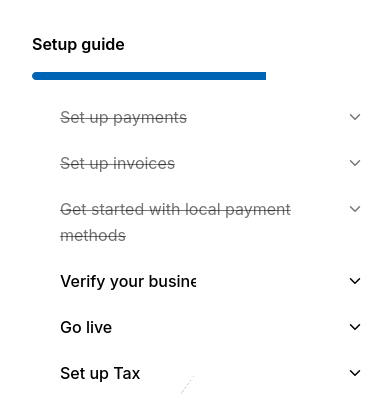 Setup guide
Set up payments
Set up invoices
Get started with local payment
methods
Verify your
Go live
Set up Tax